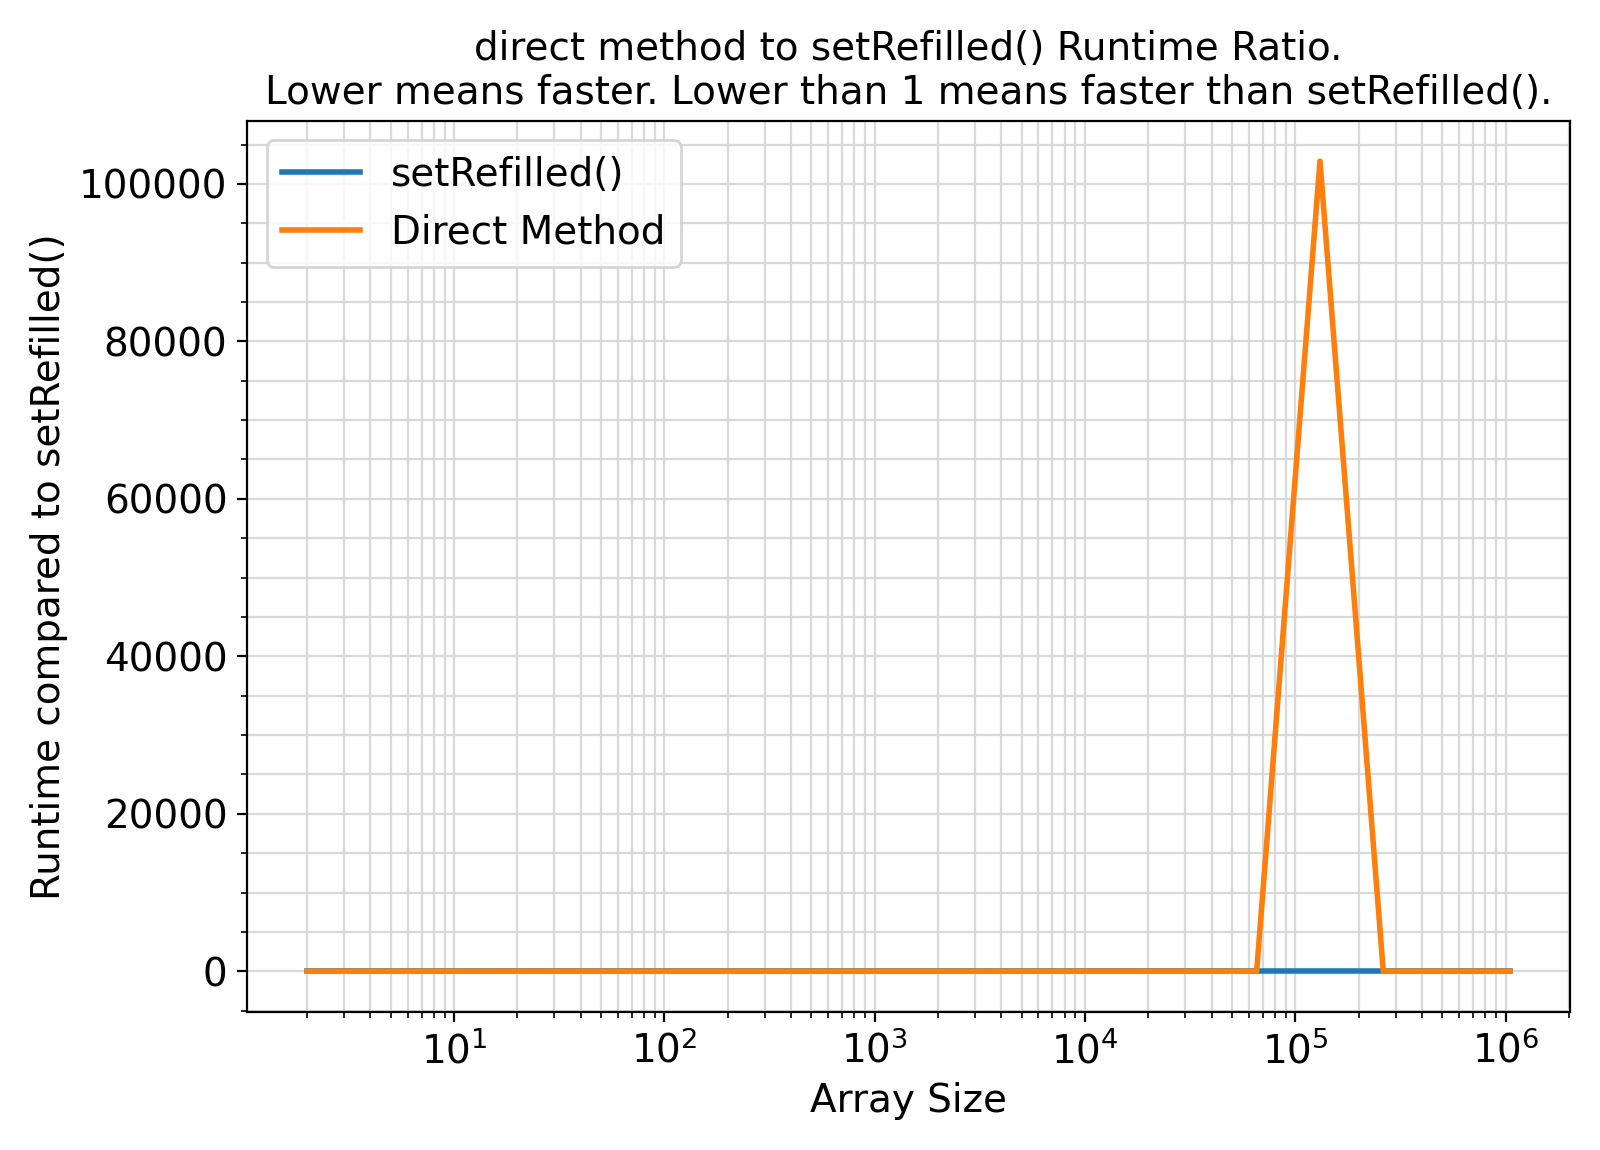 direct method to setRefilled() Runtime Ratio.
Lower means faster. Lower than 1 means faster than setRefilled().
setRefilled()
Direct Method
Runtime compared to setRefilled()
100000
80000
60000
40000
20000
0
10¹ 10² 10³ 10⁴ 10⁵ 10⁶
Array Size